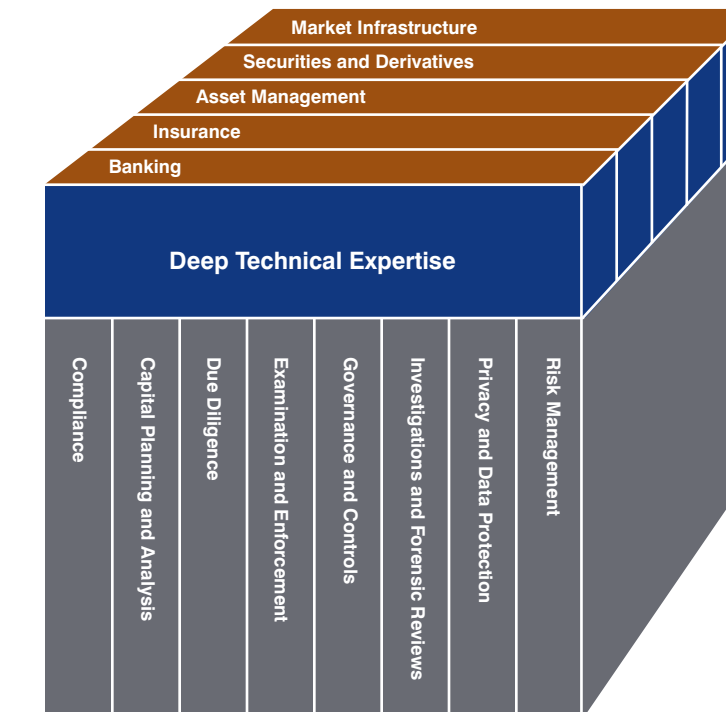 Market Infrastructure
Securities and Derivatives
Asset Management
Insurance
Banking
Deep Technical Expertise
Compliance
Capital Planning and Analysis
Due Diligence
Examination and Enforcement
Governance and Controls
Investigations and Forensic Reviews
Privacy and Data Protection
Risk Management